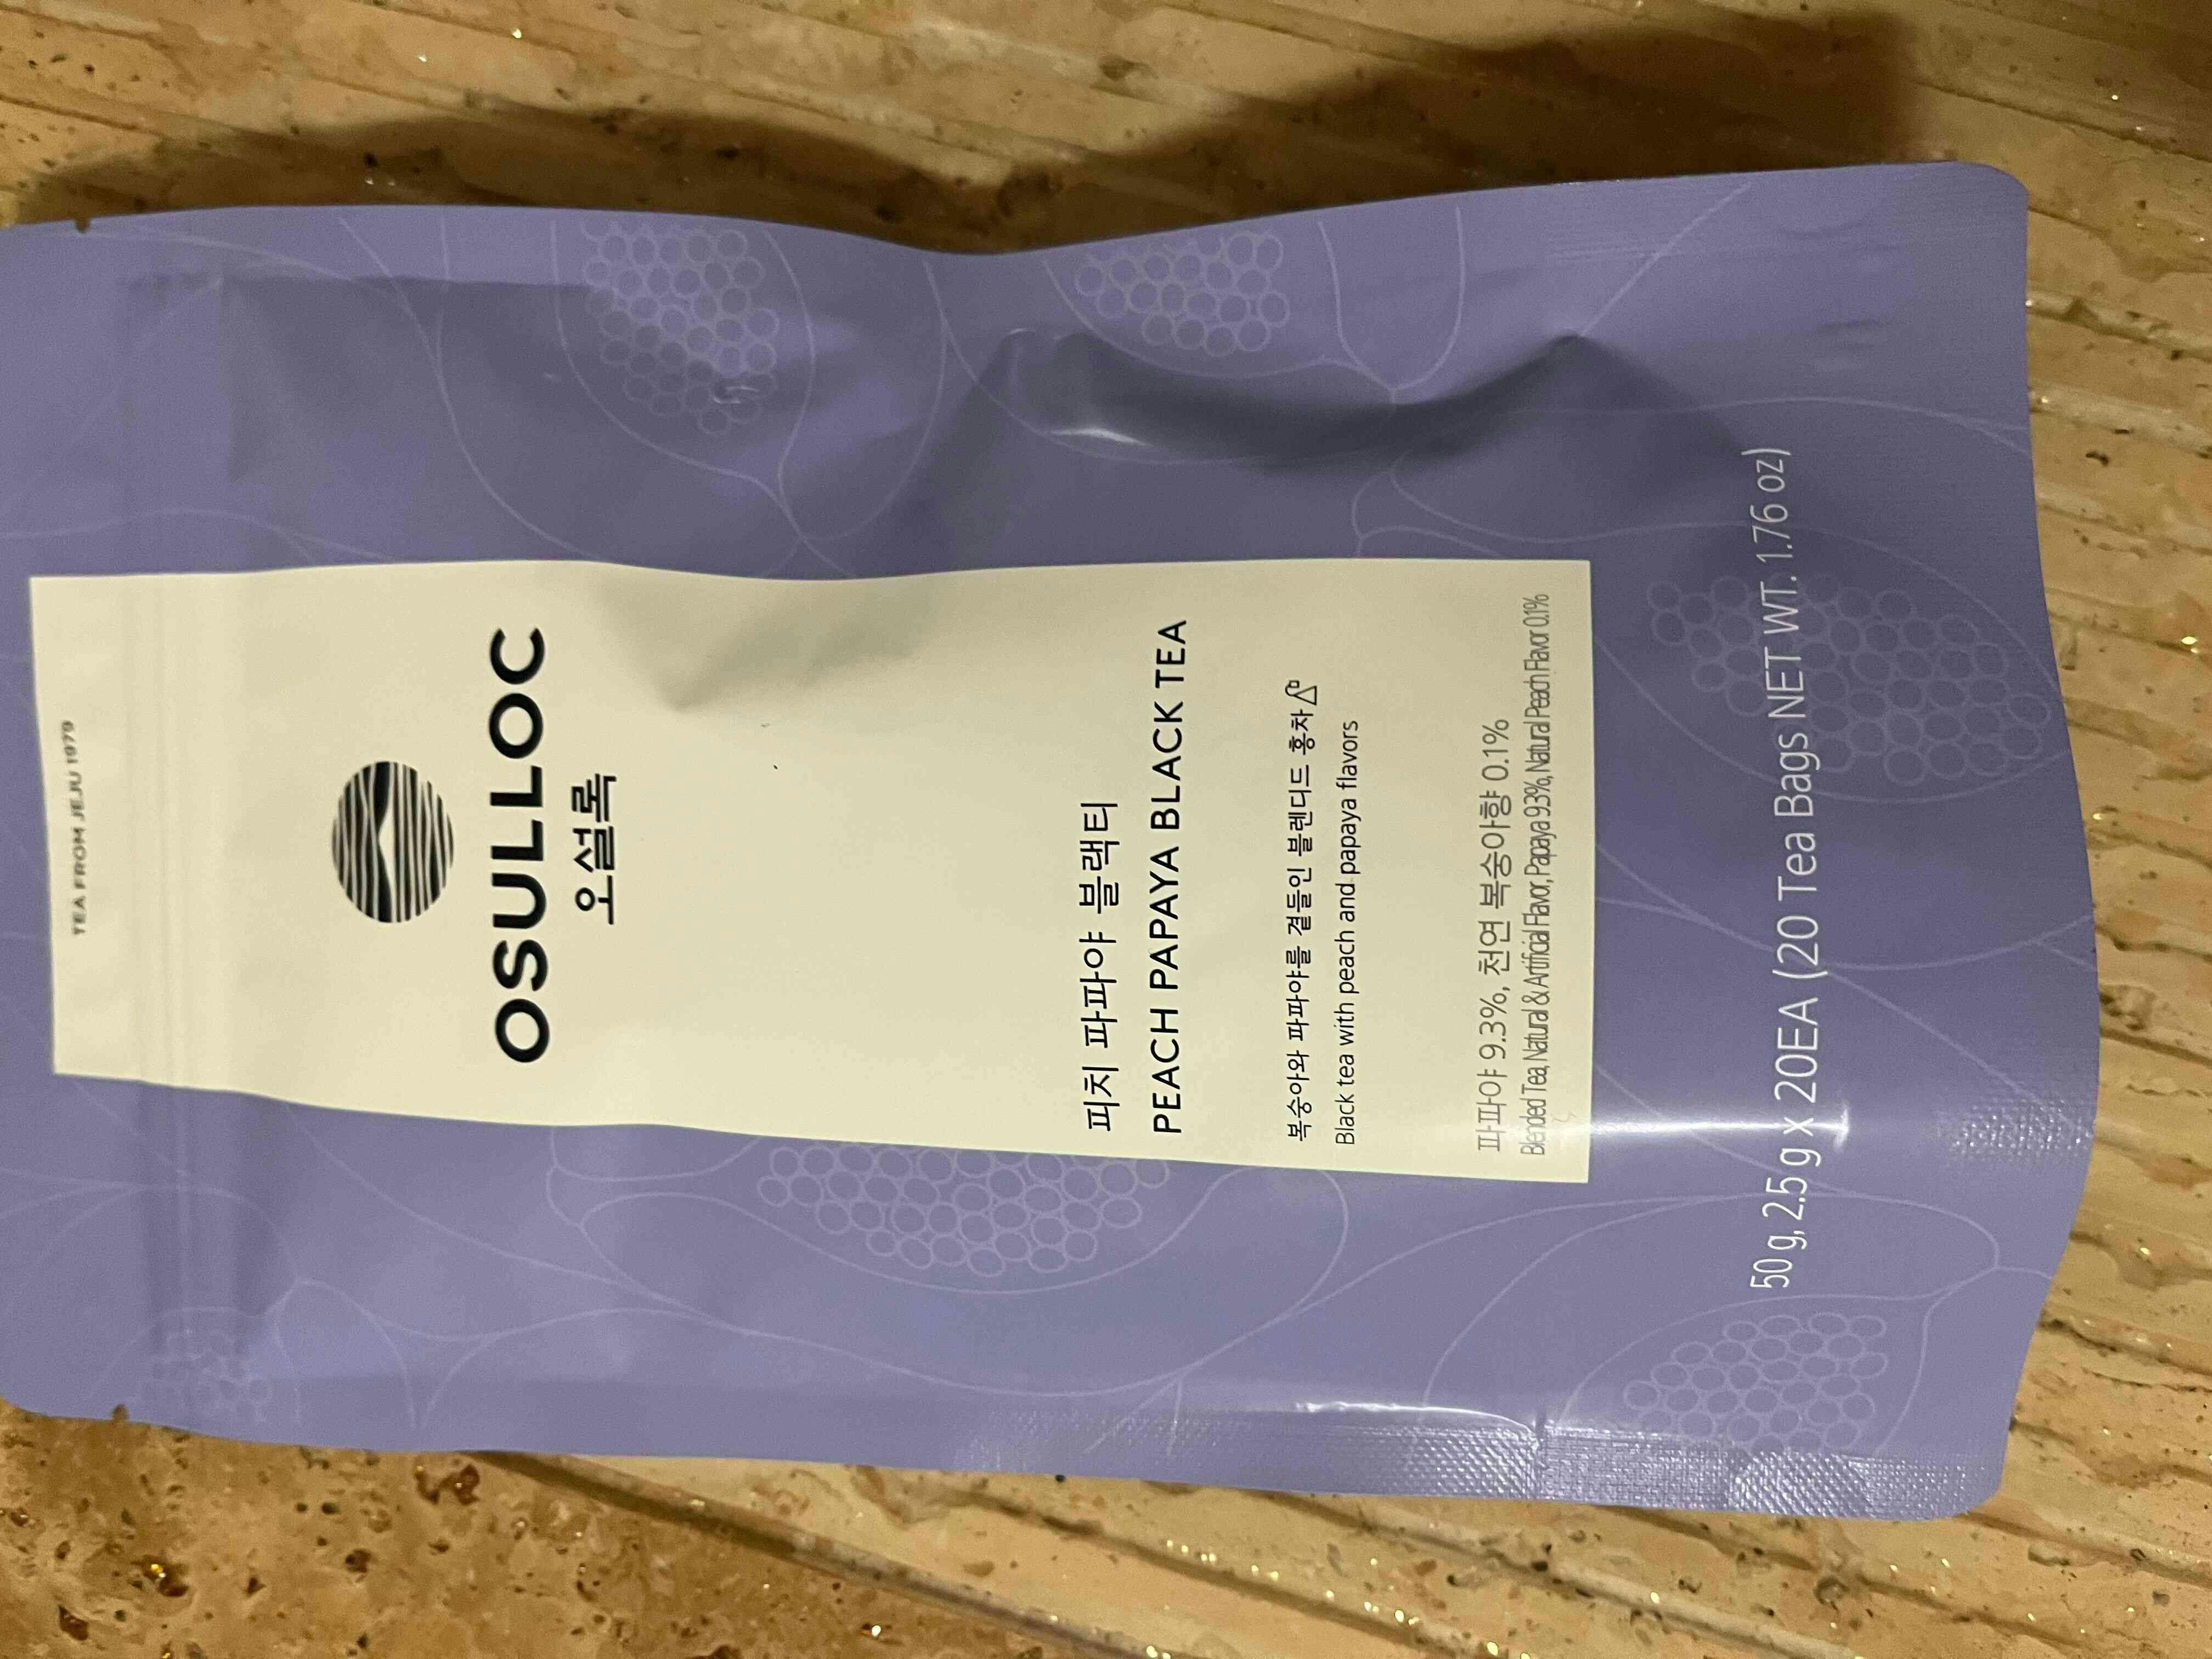 TEA FROM JEJU 1979
OSULLOC
오설록
피치 파파야 블랙티
PEACH PAPAYA BLACK TEA
복숭아와 파파야를 곁들인 블렌디드 홍차
Black tea with peach and papaya flavors
파파야 9.3%, 천연 복숭아향 0.1%
Blended Tea, Natural & Artificial Flavor, Papaya 9.3%, Natural Peach Flavor 0.1%
50 g, 2.5 g x 20EA (20 Tea Bags NET WT. 1.76 oz)